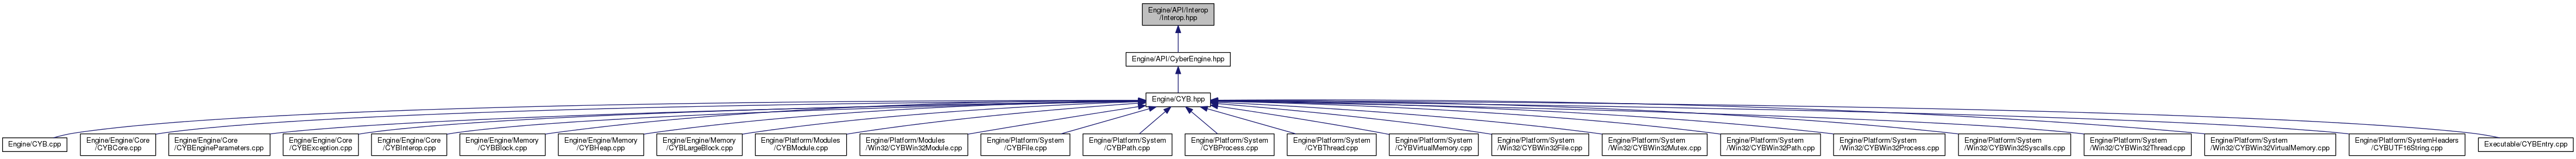 Engine/API/Interop
/Interop.hpp
Engine/API/CyberEngine.hpp
Engine/CYB.hpp
Engine/CYB.cpp
Engine/Engine/Core
/CYBCore.cpp
Engine/Engine/Core
/CYBEngineParameters.cpp
Engine/Engine/Core
/CYBException.cpp
Engine/Engine/Core
/CYBInterop.cpp
Engine/Engine/Memory
/CYBBlock.cpp
Engine/Engine/Memory
/CYBHeap.cpp
Engine/Engine/Memory
/CYBLargeBlock.cpp
Engine/Platform/Modules
/CYBModule.cpp
Engine/Platform/Modules
/Win32/CYBWin32Module.cpp
Engine/Platform/System
/CYBFile.cpp
Engine/Platform/System
/CYBPath.cpp
Engine/Platform/System
/CYBProcess.cpp
Engine/Platform/System
/CYBThread.cpp
Engine/Platform/System
/CYBVirtualMemory.cpp
Engine/Platform/System
/Win32/CYBWin32File.cpp
Engine/Platform/System
/Win32/CYBWin32Mutex.cpp
Engine/Platform/System
/Win32/CYBWin32Path.cpp
Engine/Platform/System
/Win32/CYBWin32Process.cpp
Engine/Platform/System
/Win32/CYBWin32Syscalls.cpp
Engine/Platform/System
/Win32/CYBWin32Thread.cpp
Engine/Platform/System
/Win32/CYBWin32VirtualMemory.cpp
Engine/Platform/SystemHeaders
/CYBUTF16String.cpp
Executable/CYBEntry.cpp